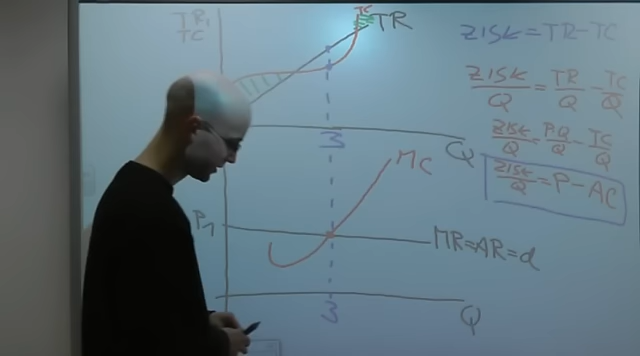 TR,
TC
TC
TR
3
Q
P1
MC
MR=AR=d
3
Q
ZISK=TR-TC
ZISK/Q = TR/Q - TC/Q
ZISK/Q = P.Q/Q - TC/Q
ZISK/Q = P - AC